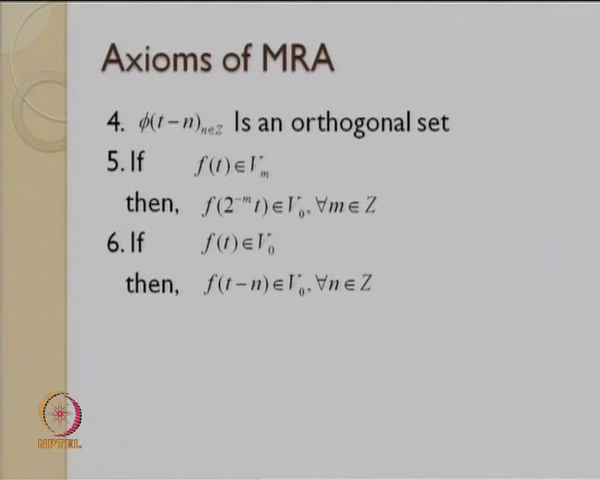 Axioms of MRA
4. ϕ(t−n)ₙ∈Z Is an orthogonal set
5. If f(t)∈Vₘ
then, f(2⁻ᵐt)∈V₀, ∀m∈Z
6. If f(t)∈V₀
then, f(t−n)∈V₀, ∀n∈Z
NPTEL